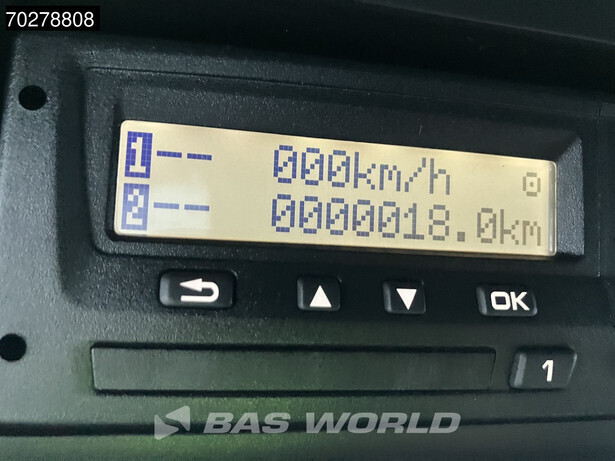 70278808
1-- 000km/h
2-- 0000018.0km
OK
1
BAS WORLD